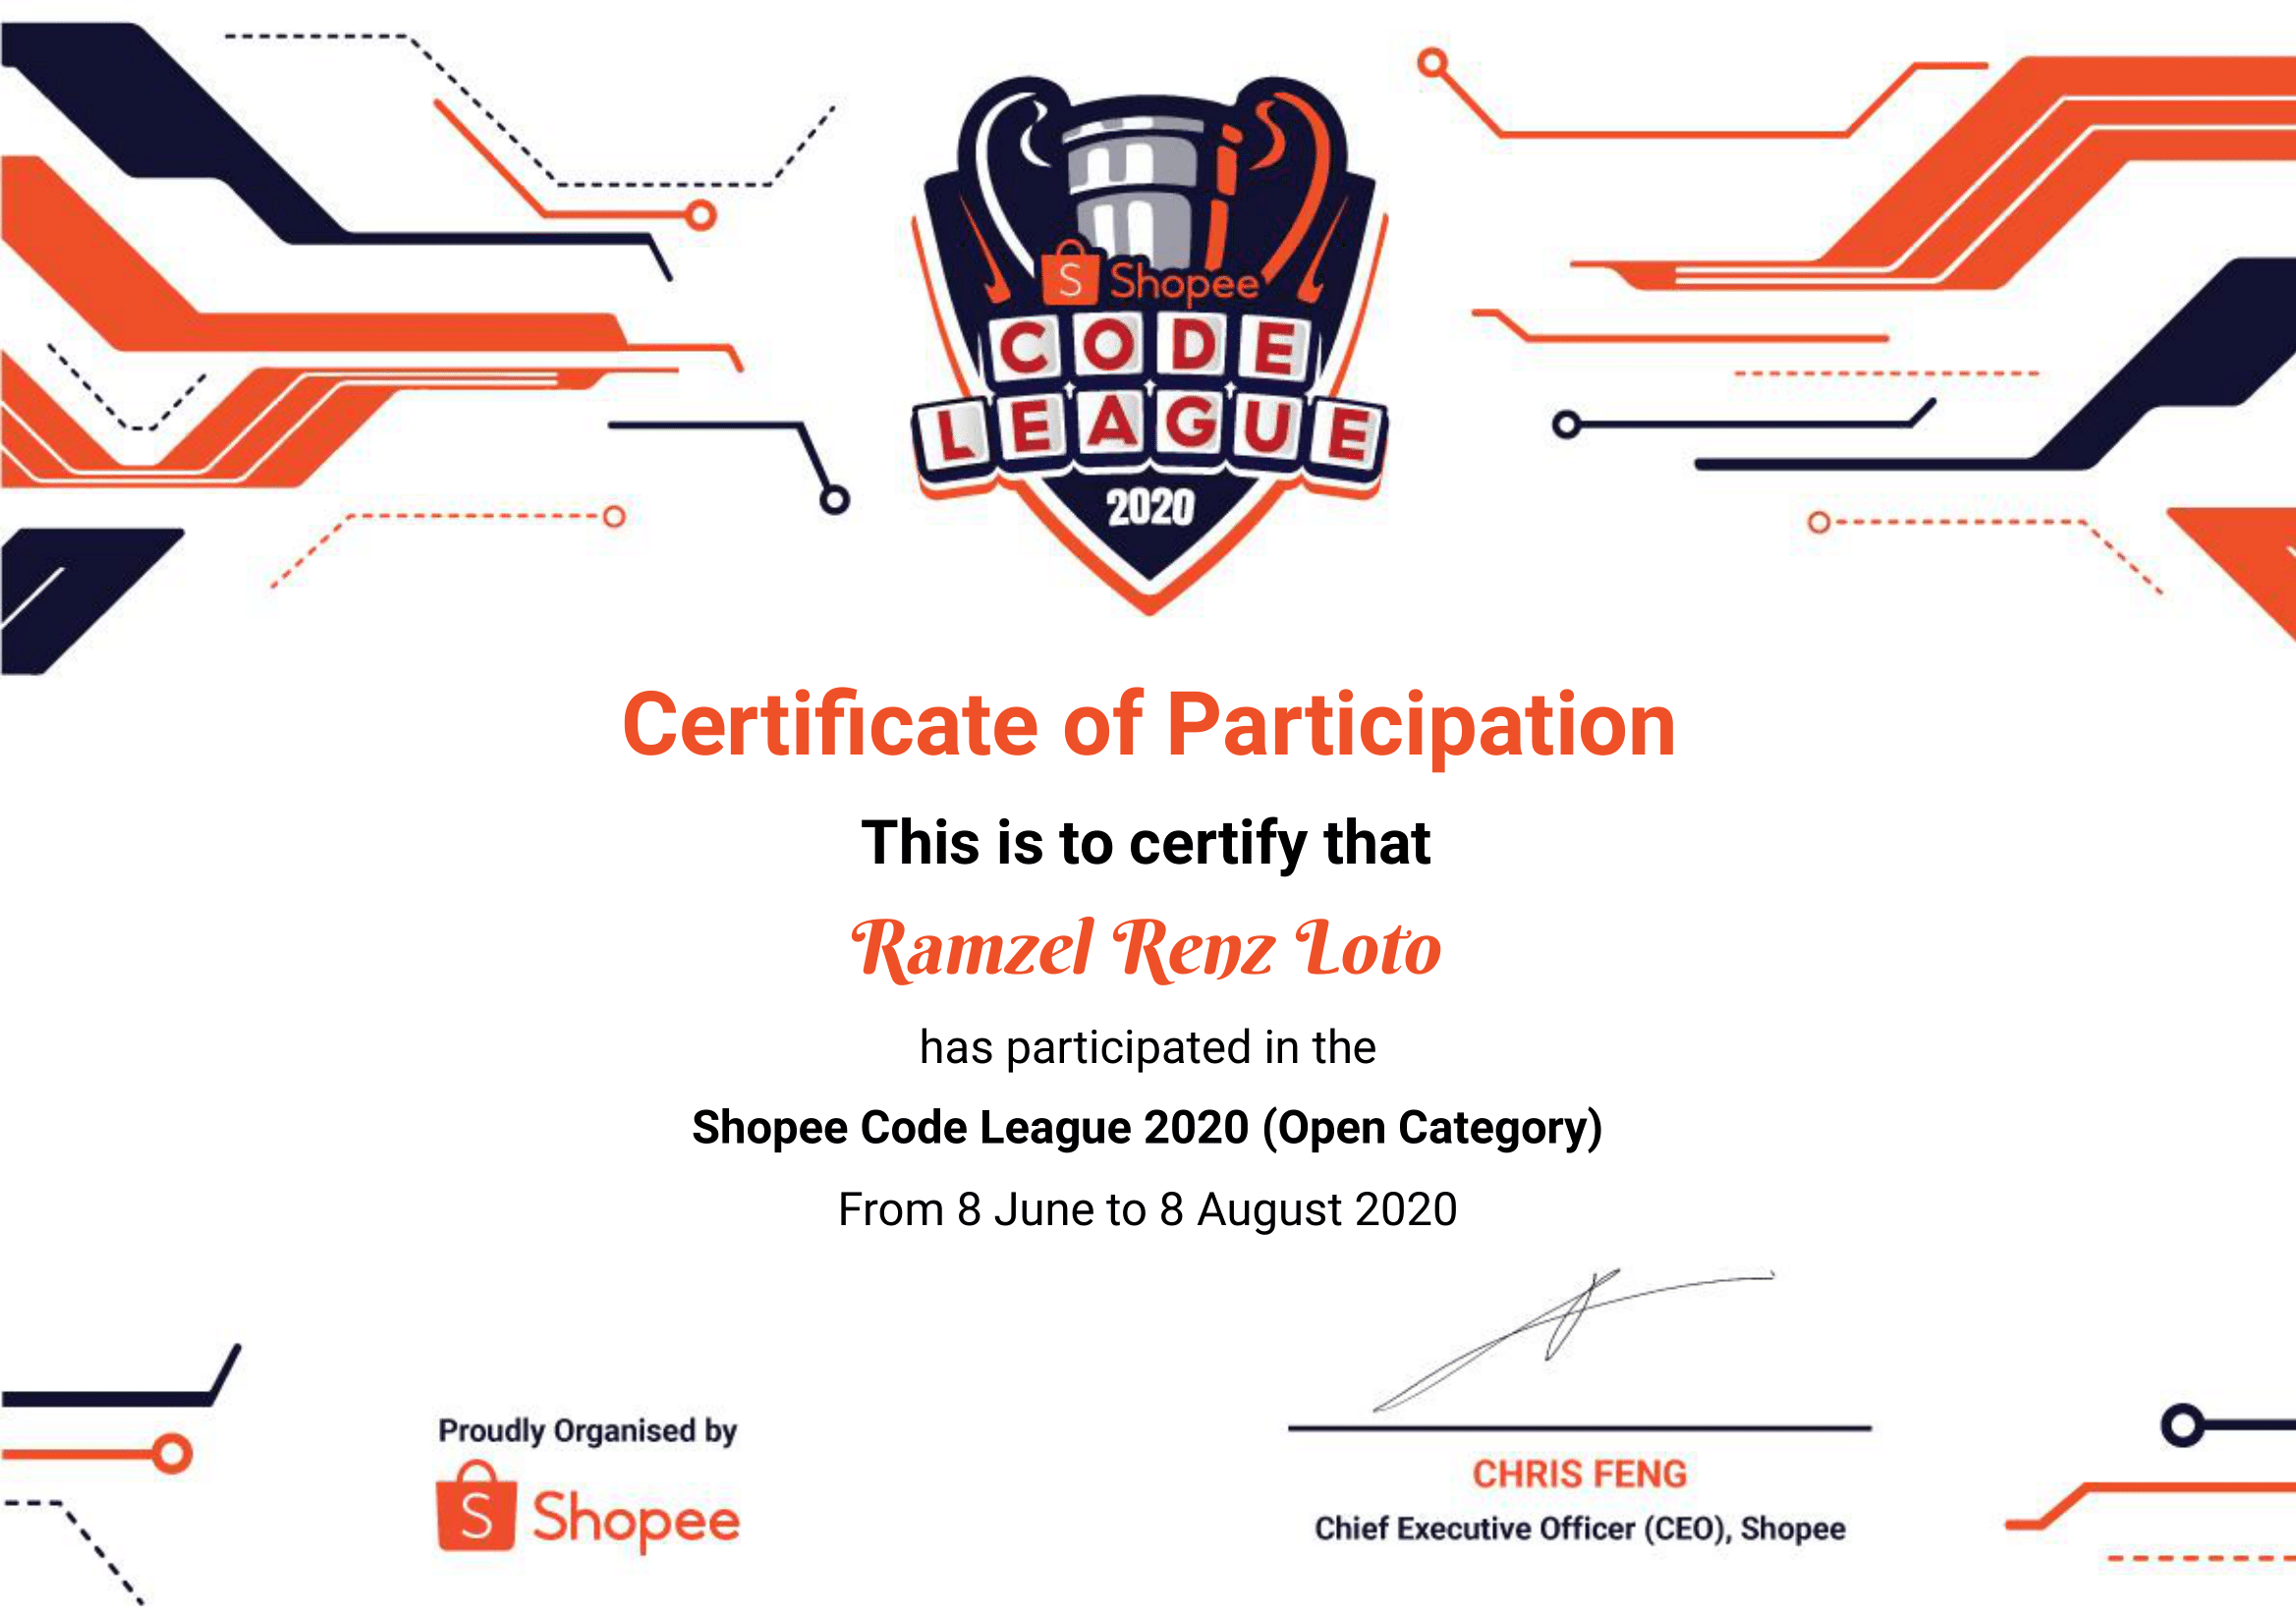 Shopee
CODE
LEAGUE
2020
Certificate of Participation
This is to certify that
Ramzel Renz Loto
has participated in the
Shopee Code League 2020 (Open Category)
From 8 June to 8 August 2020
Proudly Organised by
Shopee
CHRIS FENG
Chief Executive Officer (CEO), Shopee